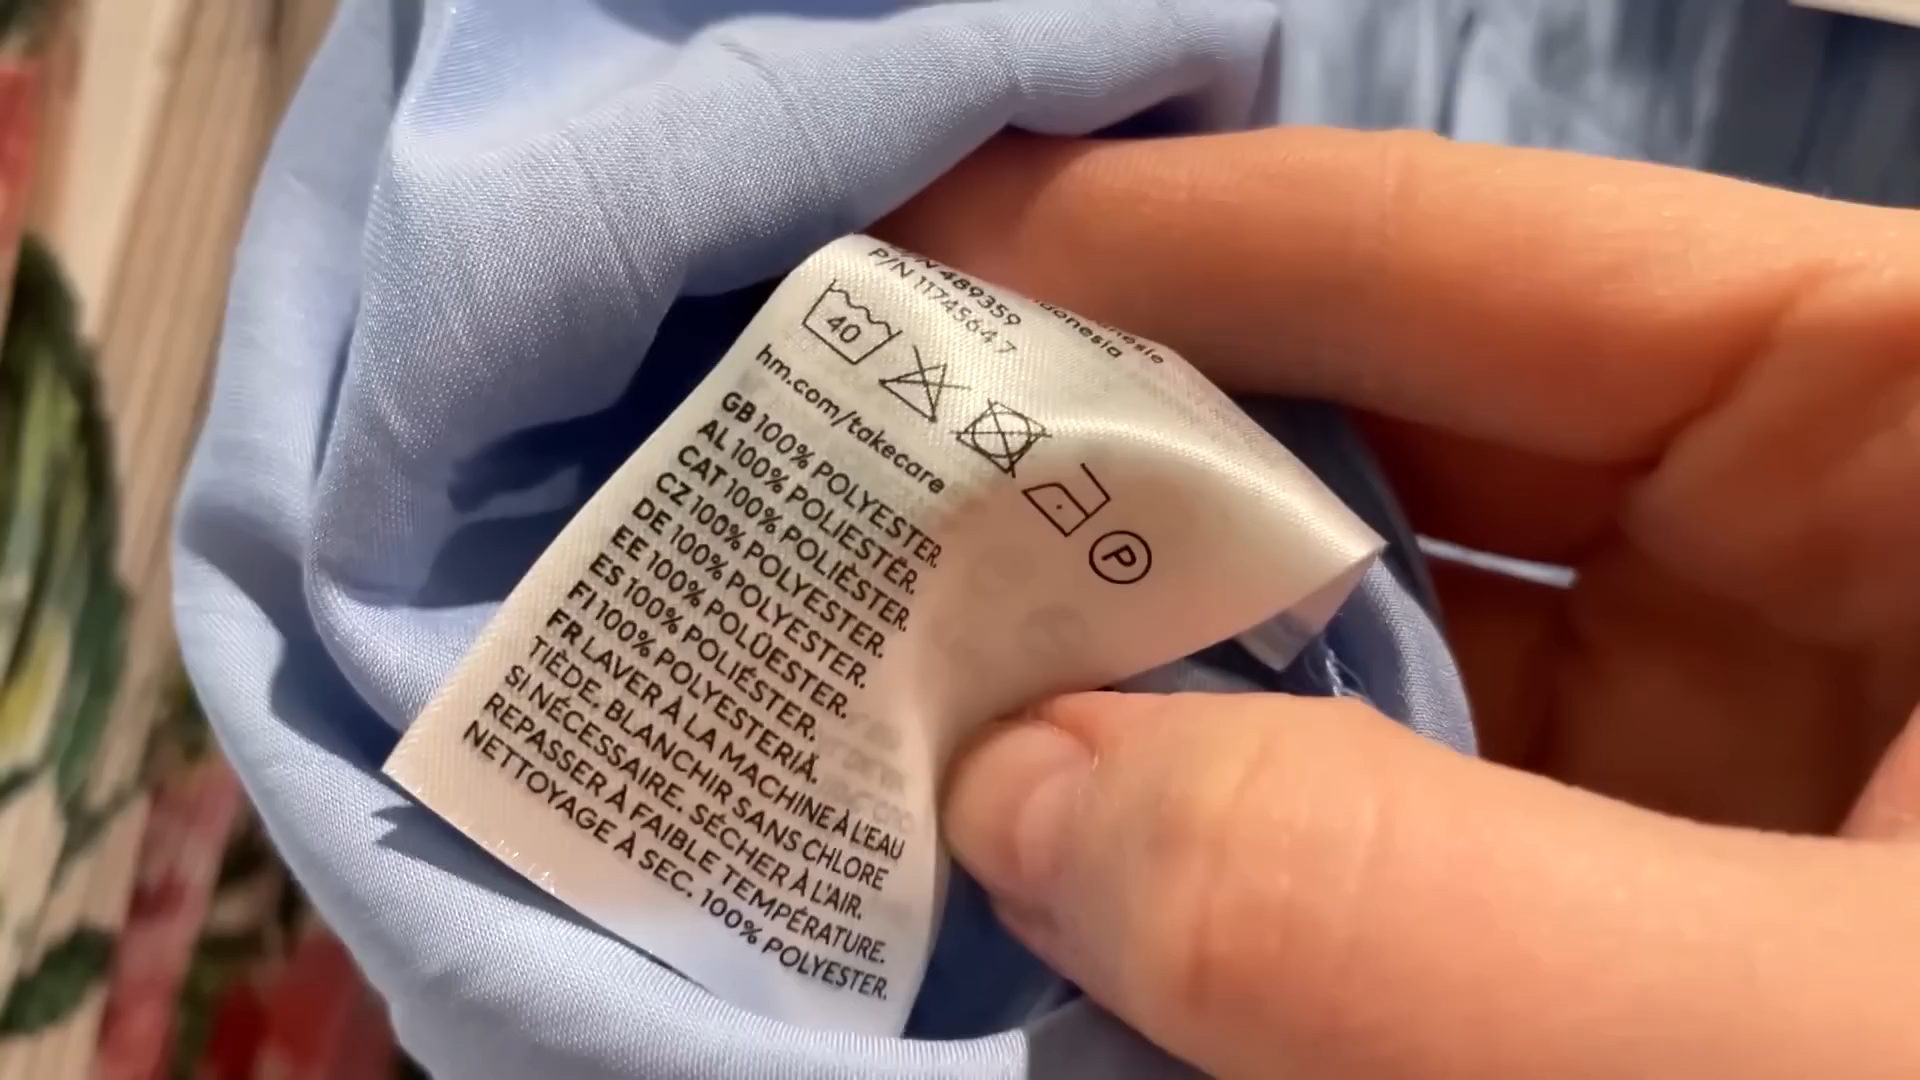 N 489359
P/N 11745647
donesia
40
hm.com/takecare
P
GB 100% POLYESTER.
AL 100% POLIESTËR.
CAT 100% POLIÈSTER.
CZ 100% POLYESTER.
DE 100% POLYESTER.
EE 100% POLÜESTER.
ES 100% POLIÉSTER.
FI 100% POLYESTERIÄ.
FR LAVER À LA MACHINE À L'EAU
TIÈDE. BLANCHIR SANS CHLORE
SI NÉCESSAIRE. SÉCHER À L'AIR.
REPASSER À FAIBLE TEMPÉRATURE.
NETTOYAGE À SEC. 100% POLYESTER.